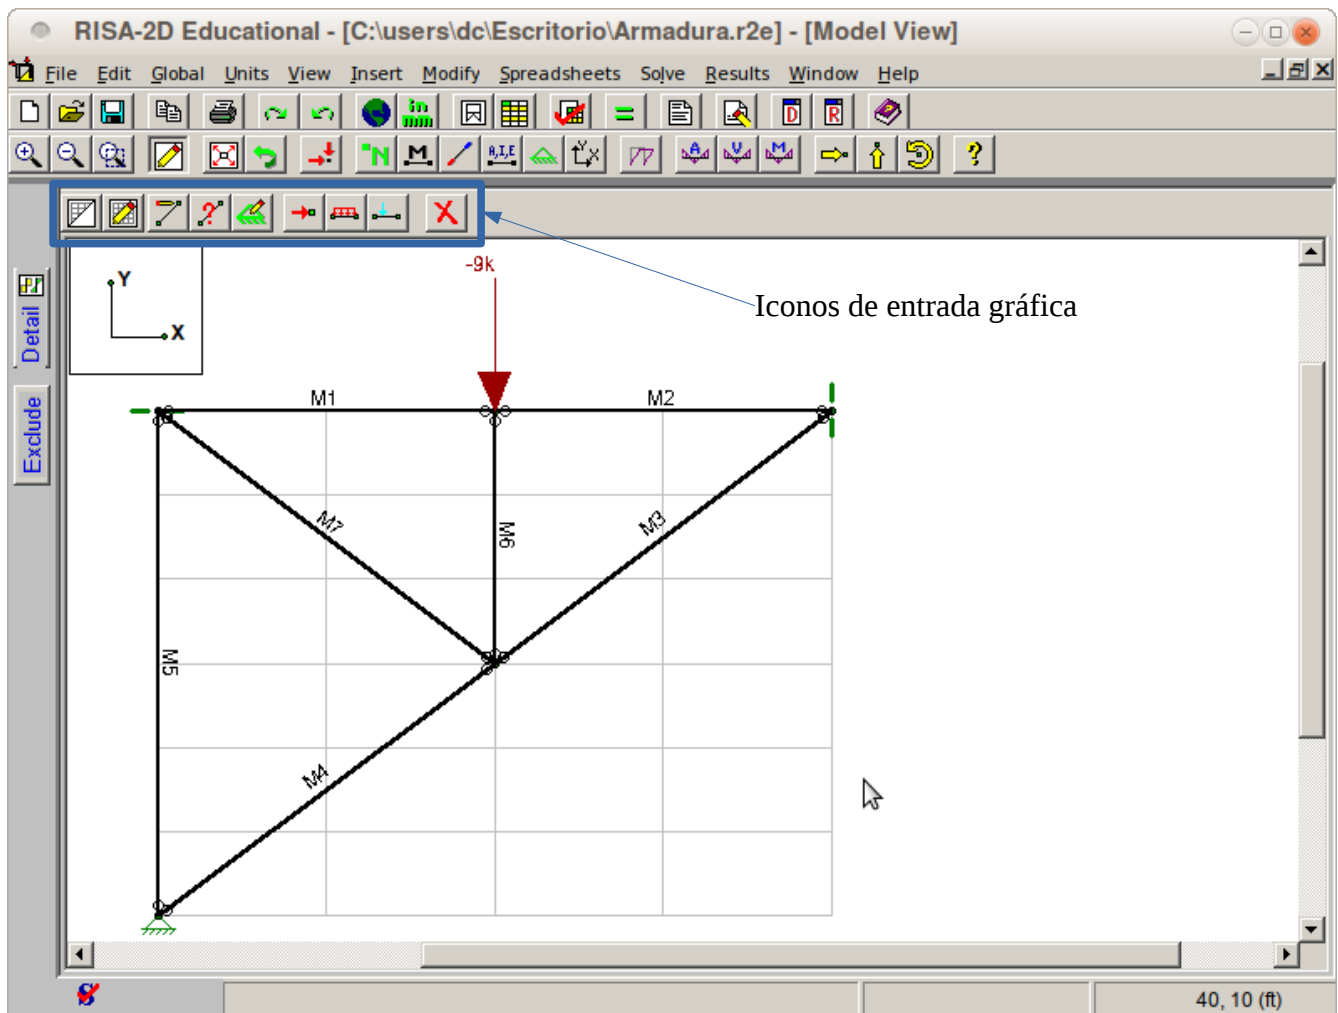 RISA-2D Educational - [C:\users\dc\Escritorio\Armadura.r2e] - [Model View]
File Edit Global Units View Insert Modify Spreadsheets Solve Results Window Help
in
D R
N M A,I,E Y X A V M ?
?
X
Y
X
-9k
Iconos de entrada gráfica
Detail
Exclude
M1
M2
M7
M6
M3
M5
M4
S
40, 10 (ft)